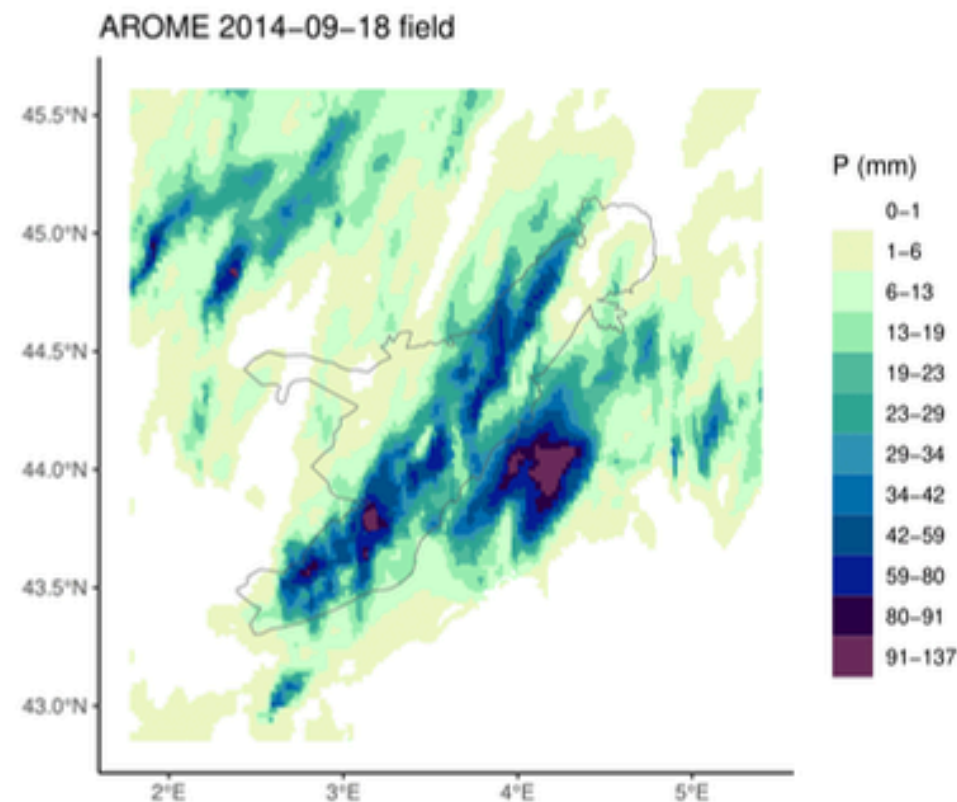 AROME 2014−09−18 field
45.5°N
45.0°N
44.5°N
44.0°N
43.5°N
43.0°N
2°E
3°E
4°E
5°E
P (mm)
0−1
1−6
6−13
13−19
19−23
23−29
29−34
34−42
42−59
59−80
80−91
91−137